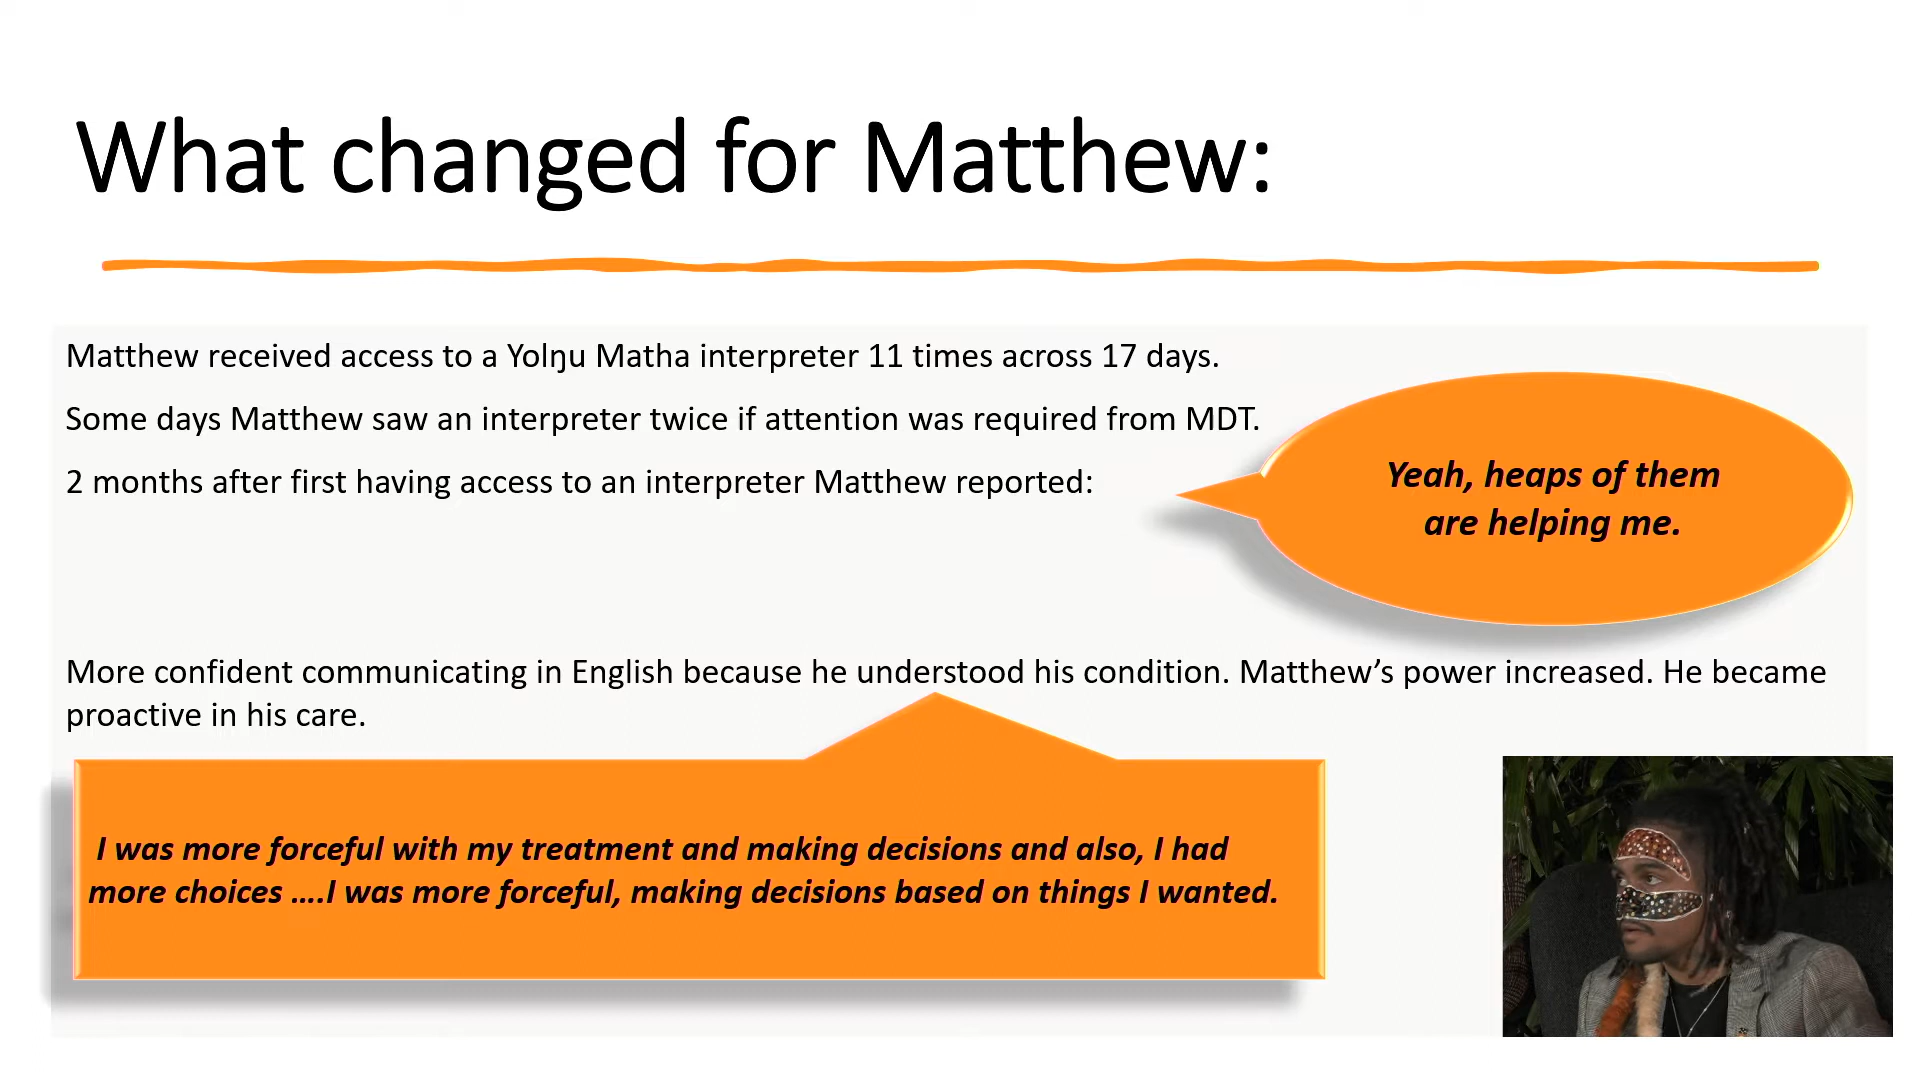 What changed for Matthew:
Matthew received access to a Yolŋu Matha interpreter 11 times across 17 days.
Some days Matthew saw an interpreter twice if attention was required from MDT.
2 months after first having access to an interpreter Matthew reported:
Yeah, heaps of them
are helping me.
More confident communicating in English because he understood his condition. Matthew’s power increased. He became
proactive in his care.
I was more forceful with my treatment and making decisions and also, I had
more choices ….I was more forceful, making decisions based on things I wanted.